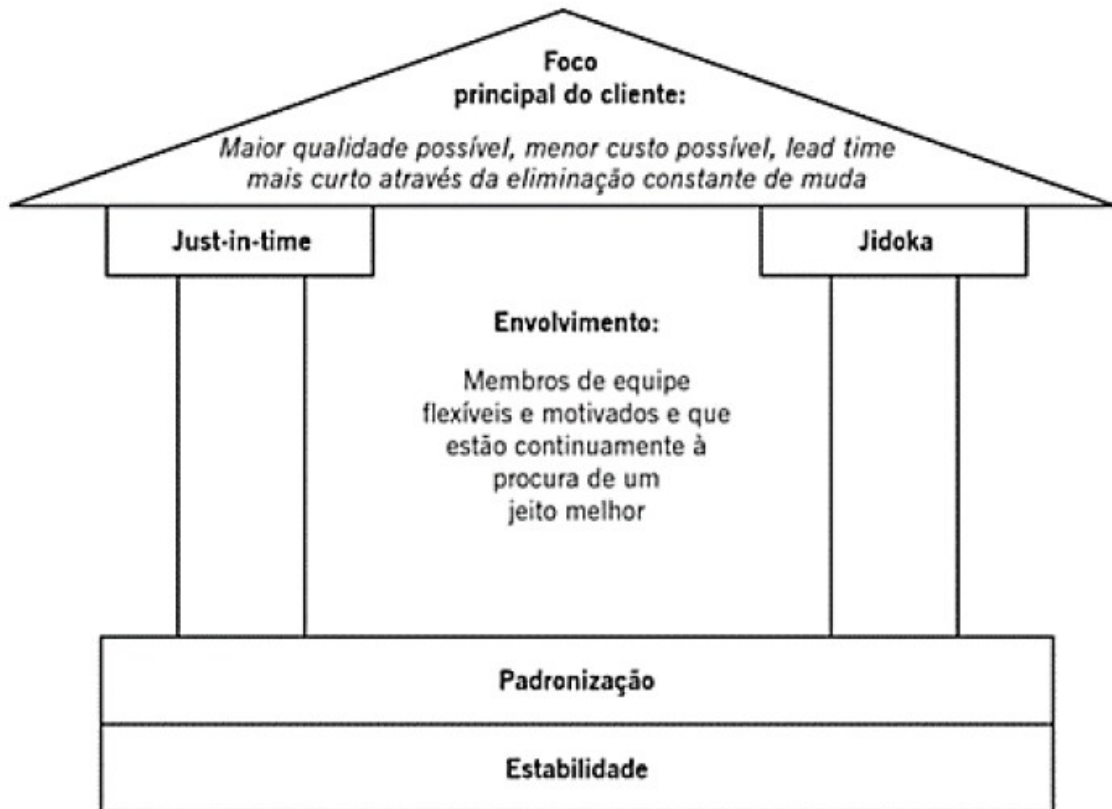 Foco
principal do cliente:
Maior qualidade possível, menor custo possível, lead time
mais curto através da eliminação constante de muda
Just-in-time
Jidoka
Envolvimento:
Membros de equipe
flexíveis e motivados e que
estão continuamente à
procura de um
jeito melhor
Padronização
Estabilidade